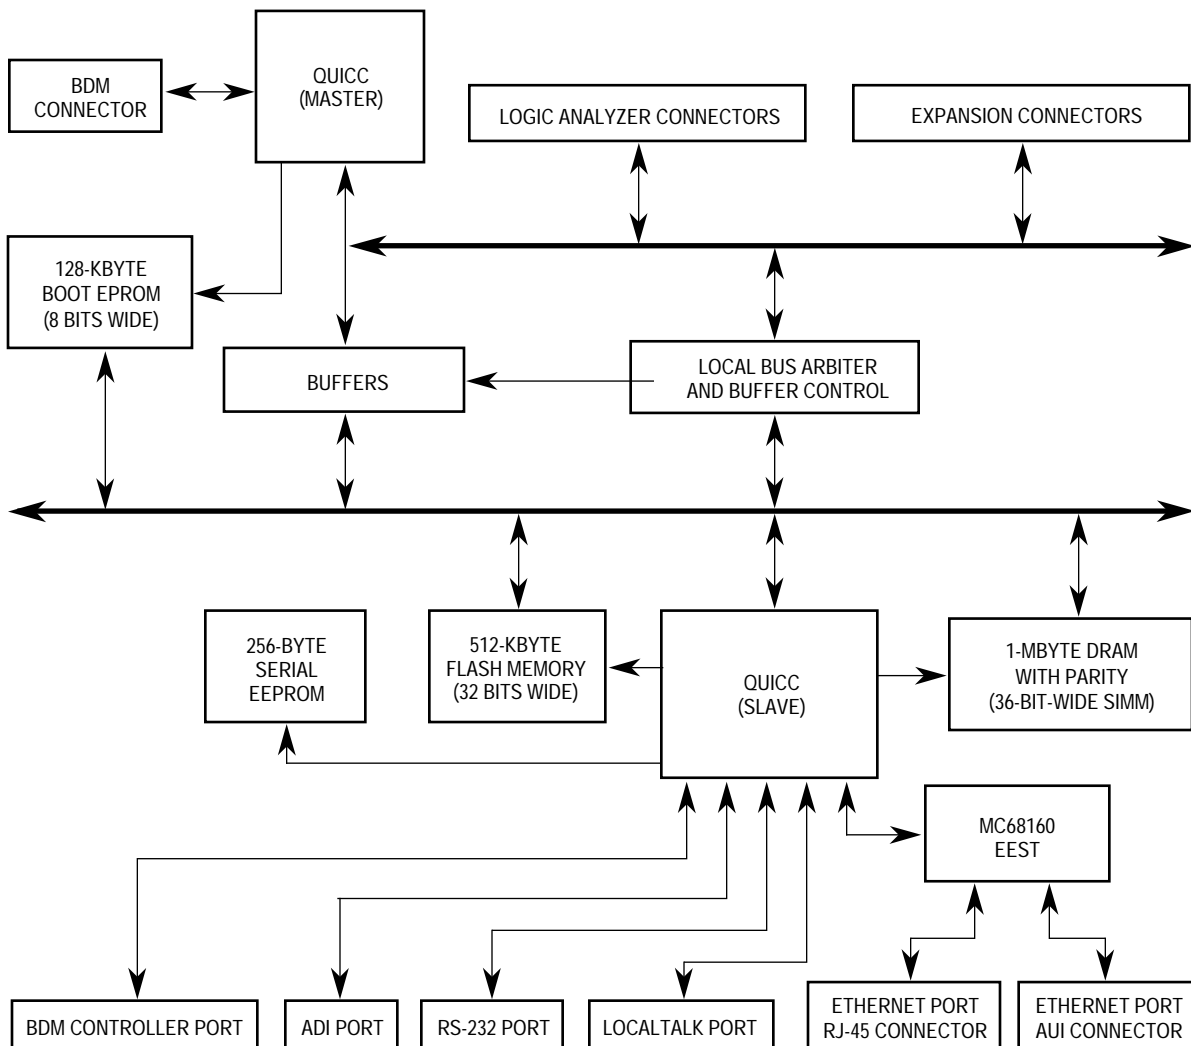 QUICC
(MASTER)
BDM
CONNECTOR
LOGIC ANALYZER CONNECTORS
EXPANSION CONNECTORS
128-KBYTE
BOOT EPROM
(8 BITS WIDE)
BUFFERS
LOCAL BUS ARBITER
AND BUFFER CONTROL
256-BYTE
SERIAL
EEPROM
512-KBYTE
FLASH MEMORY
(32 BITS WIDE)
QUICC
(SLAVE)
1-MBYTE DRAM
WITH PARITY
(36-BIT-WIDE SIMM)
MC68160
EEST
BDM CONTROLLER PORT
ADI PORT
RS-232 PORT
LOCALTALK PORT
ETHERNET PORT
RJ-45 CONNECTOR
ETHERNET PORT
AUI CONNECTOR